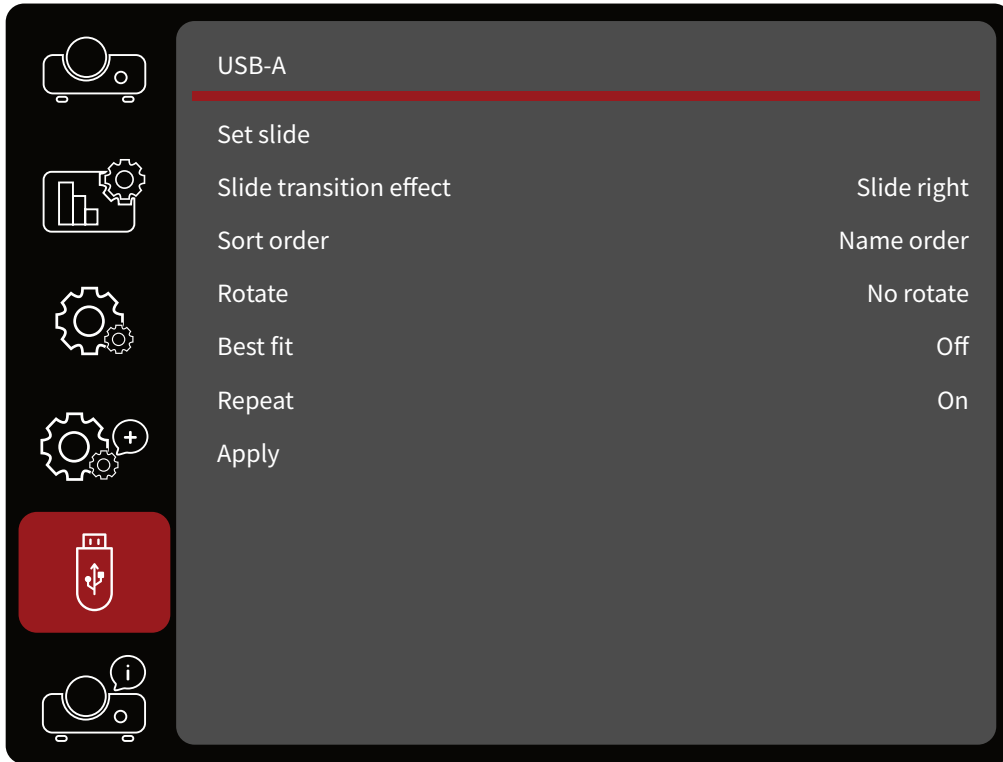 USB-A
Set slide
Slide transition effect Slide right
Sort order Name order
Rotate No rotate
Best fit Off
Repeat On
Apply